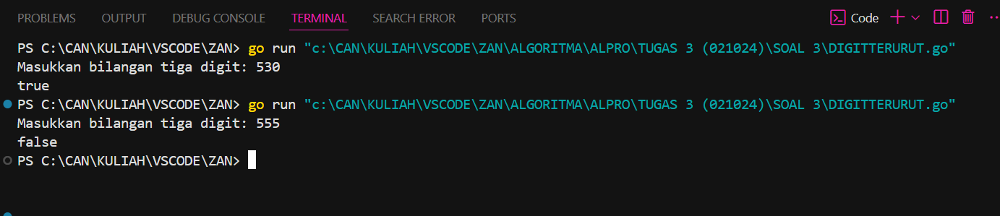 PROBLEMS OUTPUT DEBUG CONSOLE TERMINAL SEARCH ERROR PORTS Code
PS C:\CAN\KULIAH\VSCODE\ZAN> go run "c:\CAN\KULIAH\VSCODE\ZAN\ALGORITMA\ALPRO\TUGAS 3 (021024)\SOAL 3\DIGITTERURUT.go"
Masukkan bilangan tiga digit: 530
true
PS C:\CAN\KULIAH\VSCODE\ZAN> go run "c:\CAN\KULIAH\VSCODE\ZAN\ALGORITMA\ALPRO\TUGAS 3 (021024)\SOAL 3\DIGITTERURUT.go"
Masukkan bilangan tiga digit: 555
false
PS C:\CAN\KULIAH\VSCODE\ZAN>